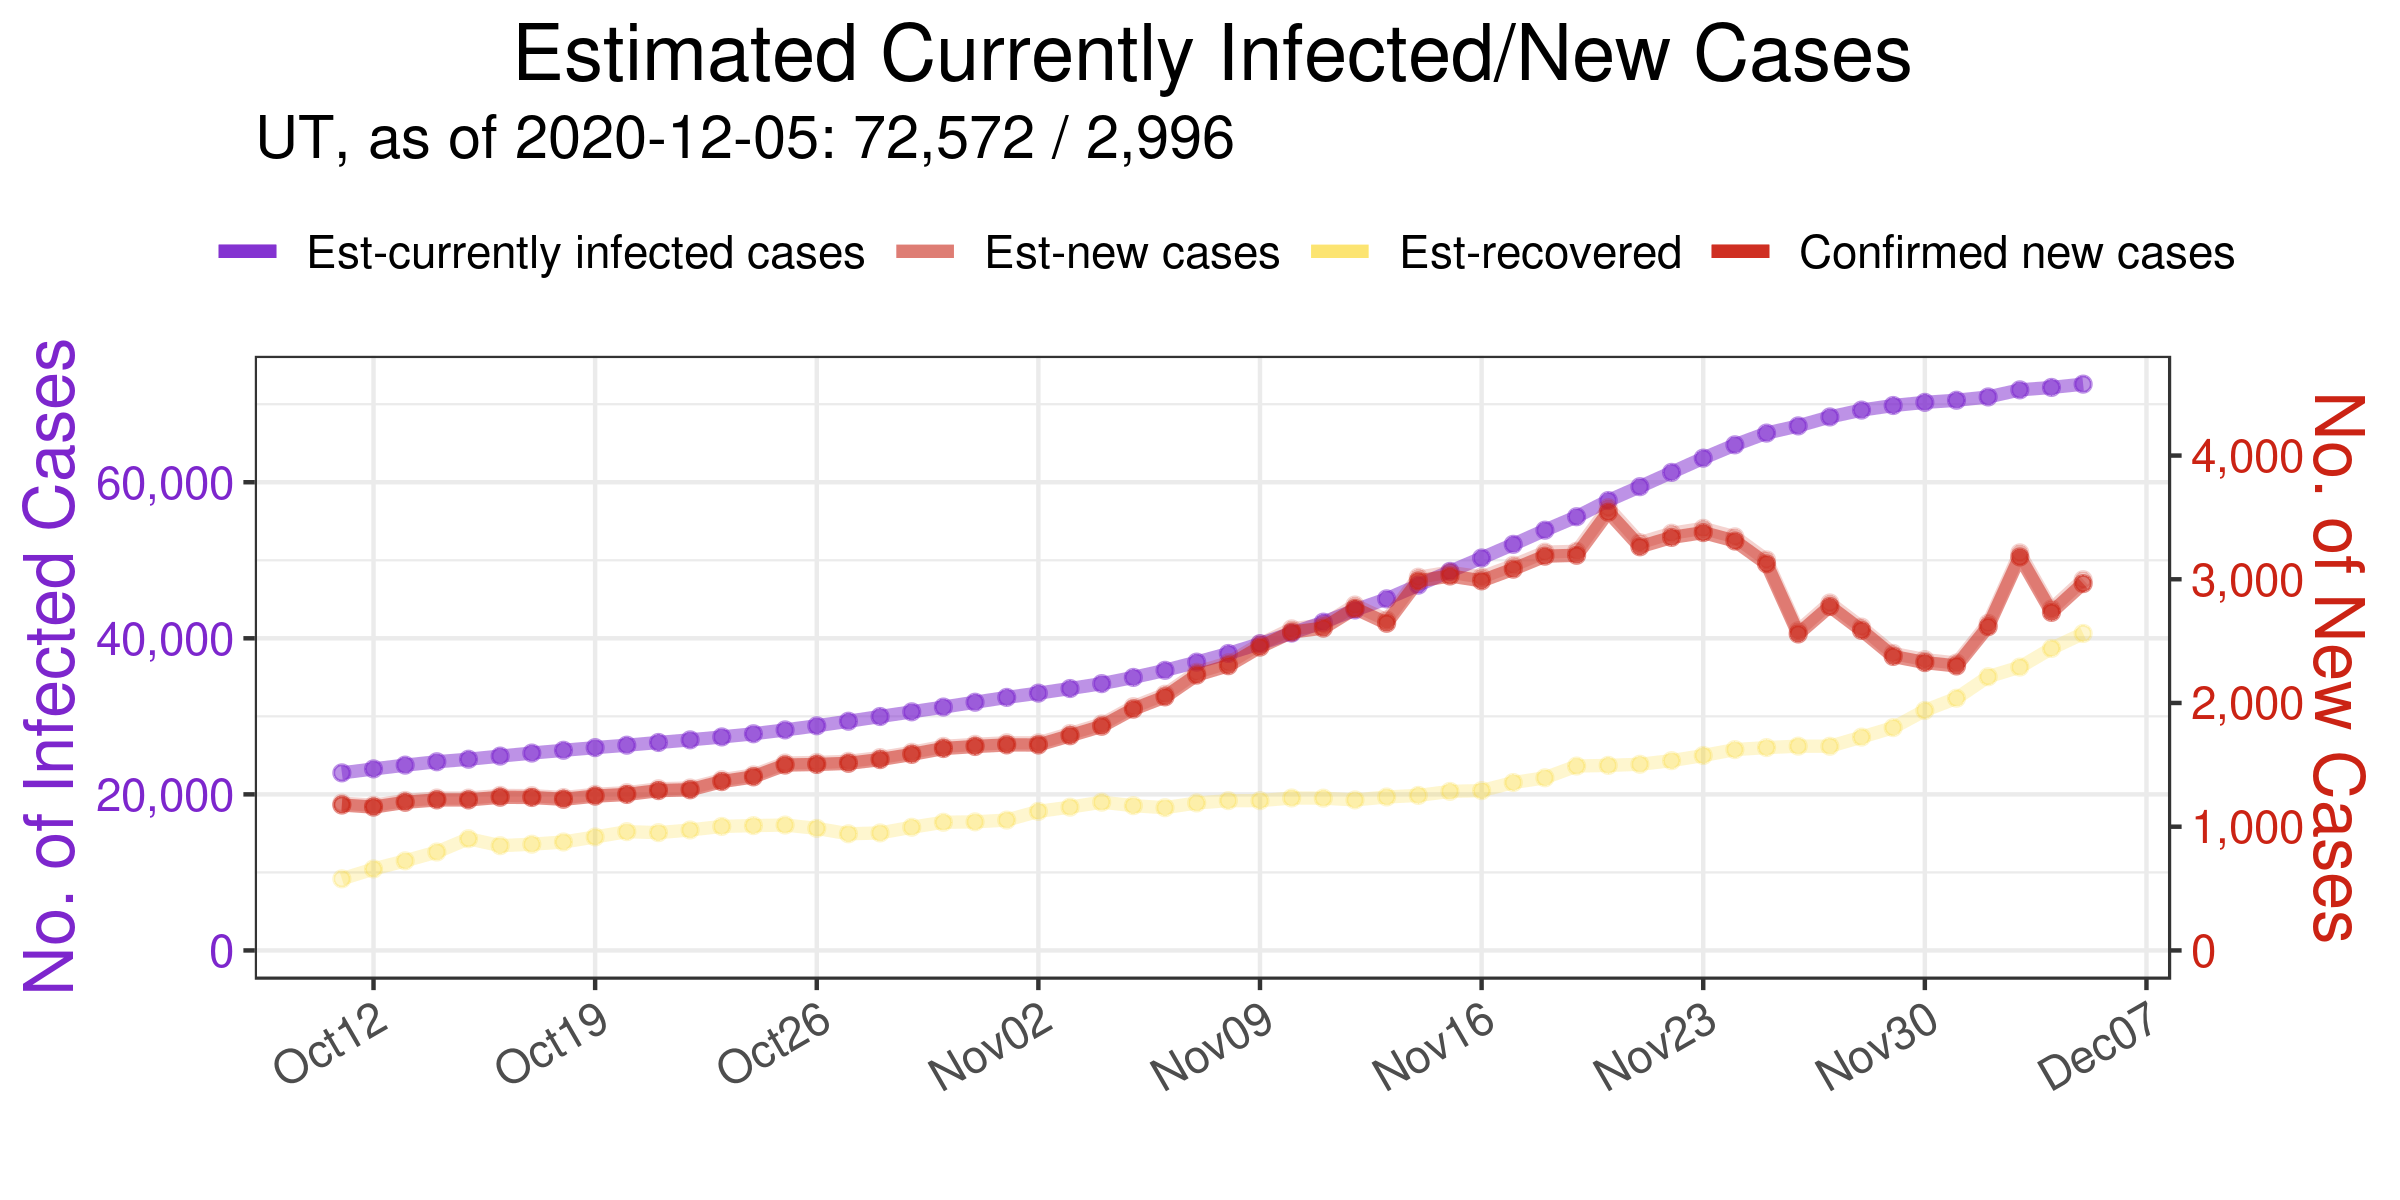 Estimated Currently Infected/New Cases
UT, as of 2020-12-05: 72,572 / 2,996
Est-currently infected cases Est-new cases Est-recovered Confirmed new cases
No. of Infected Cases
60,000
40,000
20,000
0
4,000
3,000
2,000
1,000
0
No. of New Cases
Oct12 Oct19 Oct26 Nov02 Nov09 Nov16 Nov23 Nov30 Dec07